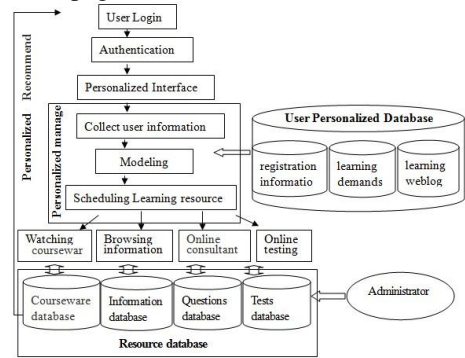 User Login
Authentication
Personalized Interface
Personalized Recommend
Personalized manage
Collect user information
Modeling
Scheduling Learning resource
User Personalized Database
registration
informatio
learning
demands
learning
weblog
Watching
coursewar
Browsing
information
Online
consultant
Online
testing
Courseware
database
Information
database
Questions
database
Tests
database
Resource database
Administrator